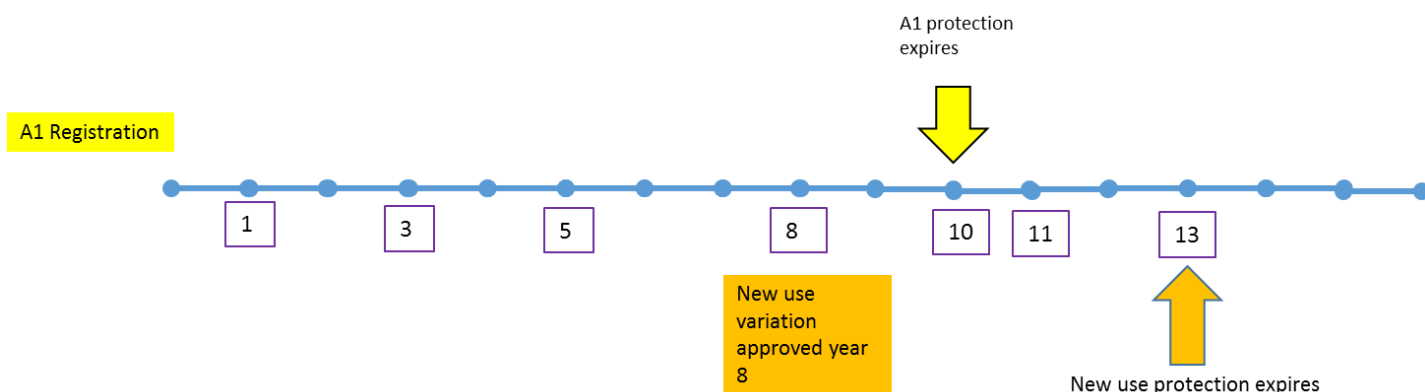 A1 protection
expires
A1 Registration
1
3
5
8
10
11
13
New use
variation
approved year
8
New use protection expires